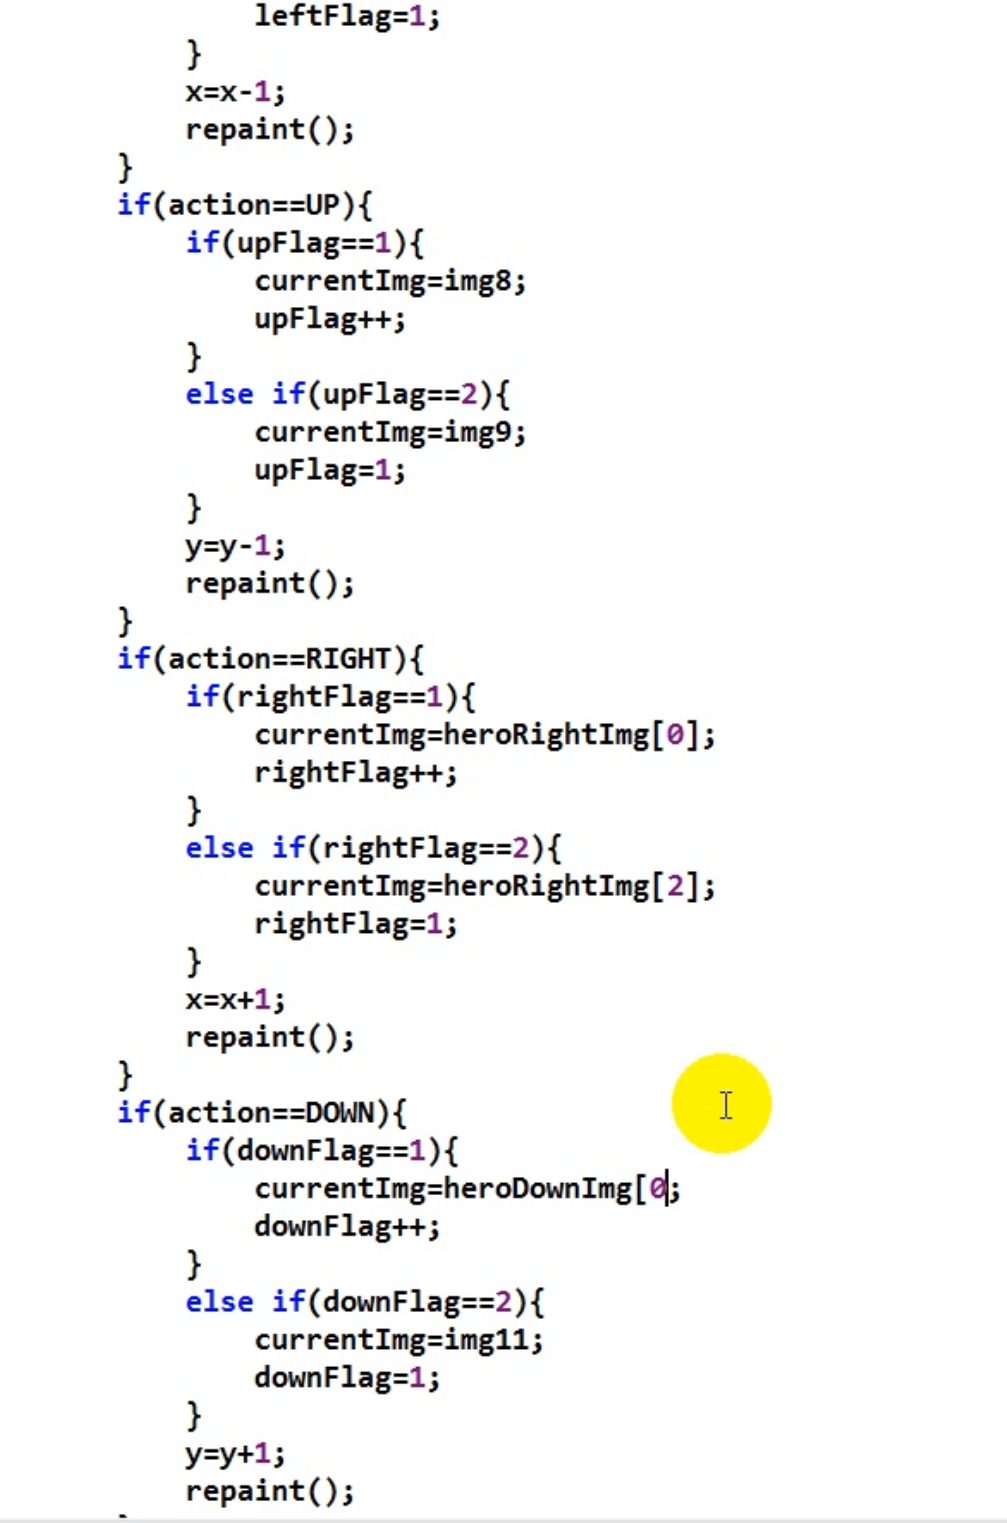 leftFlag=1;
}
x=x-1;
repaint();
}
if(action==UP){
if(upFlag==1){
currentImg=img8;
upFlag++;
}
else if(upFlag==2){
currentImg=img9;
upFlag=1;
}
y=y-1;
repaint();
}
if(action==RIGHT){
if(rightFlag==1){
currentImg=heroRightImg[0];
rightFlag++;
}
else if(rightFlag==2){
currentImg=heroRightImg[2];
rightFlag=1;
}
x=x+1;
repaint();
}
if(action==DOWN){
if(downFlag==1){
currentImg=heroDownImg[0;
downFlag++;
}
else if(downFlag==2){
currentImg=img11;
downFlag=1;
}
y=y+1;
repaint();